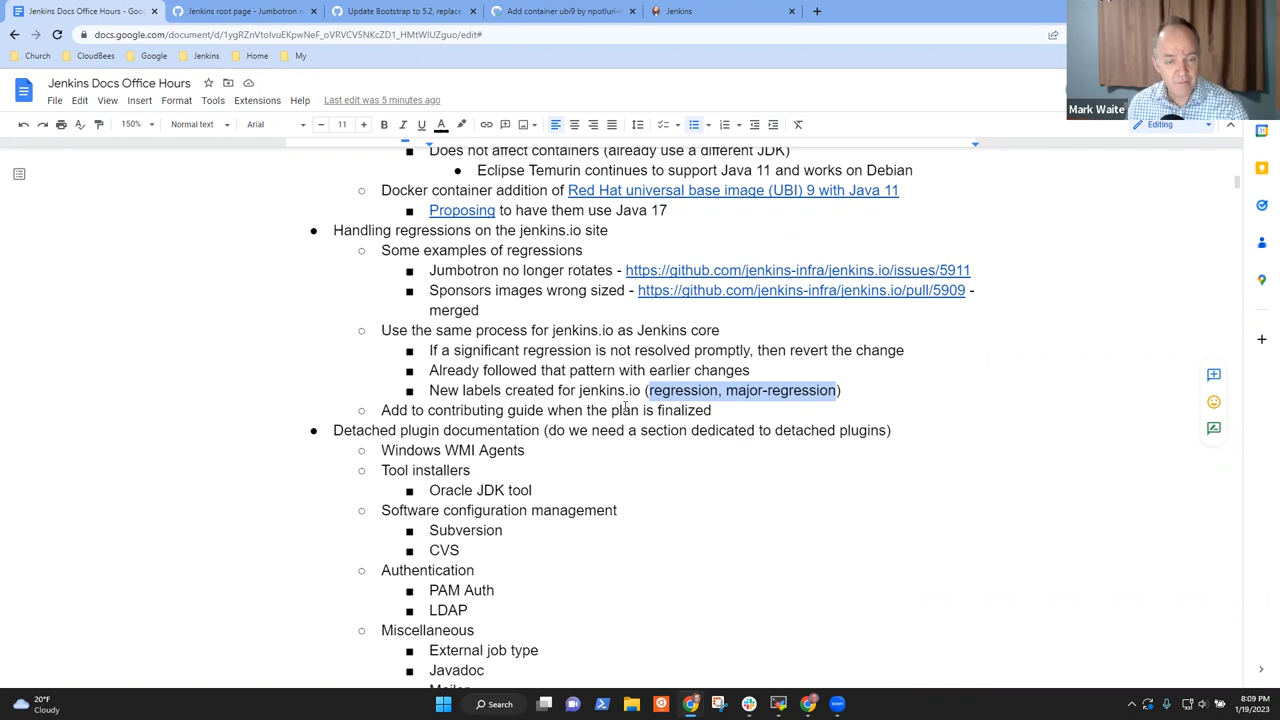 Jenkins Docs Office Hours - Goo
Jenkins root page - Jumbotron n
Update Bootstrap to 5.2, replace
Add container ubi9 by npotluri-r
Jenkins
docs.google.com/document/d/1ygRZnVtoIvuEKpwNeF_oVRVCV5NKcZD1_HMtWIUZguo/edit#
Church
CloudBees
Google
Jenkins
Home
My
Jenkins Docs Office Hours
File Edit View Insert Format Tools Extensions Help Last edit was 5 minutes ago
150% Normal text Arial 11 Editing
Mark Waite
Does not affect containers (already use a different JDK)
Eclipse Temurin continues to support Java 11 and works on Debian
Docker container addition of Red Hat universal base image (UBI) 9 with Java 11
Proposing to have them use Java 17
Handling regressions on the jenkins.io site
Some examples of regressions
Jumbotron no longer rotates - https://github.com/jenkins-infra/jenkins.io/issues/5911
Sponsors images wrong sized - https://github.com/jenkins-infra/jenkins.io/pull/5909 -
merged
Use the same process for jenkins.io as Jenkins core
If a significant regression is not resolved promptly, then revert the change
Already followed that pattern with earlier changes
New labels created for jenkins.io (regression, major-regression)
Add to contributing guide when the plan is finalized
Detached plugin documentation (do we need a section dedicated to detached plugins)
Windows WMI Agents
Tool installers
Oracle JDK tool
Software configuration management
Subversion
CVS
Authentication
PAM Auth
LDAP
Miscellaneous
External job type
Javadoc
Mailer
20°F
Cloudy
Search
8:09 PM
1/19/2023